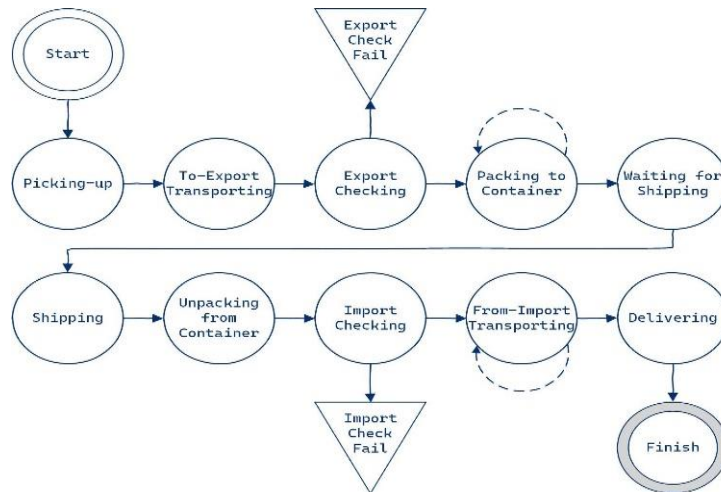 Start
Export
Check
Fail
Picking-up
To-Export
Transporting
Export
Checking
Packing to
Container
Waiting for
Shipping
Shipping
Unpacking
from
Container
Import
Checking
From-Import
Transporting
Delivering
Import
Check
Fail
Finish